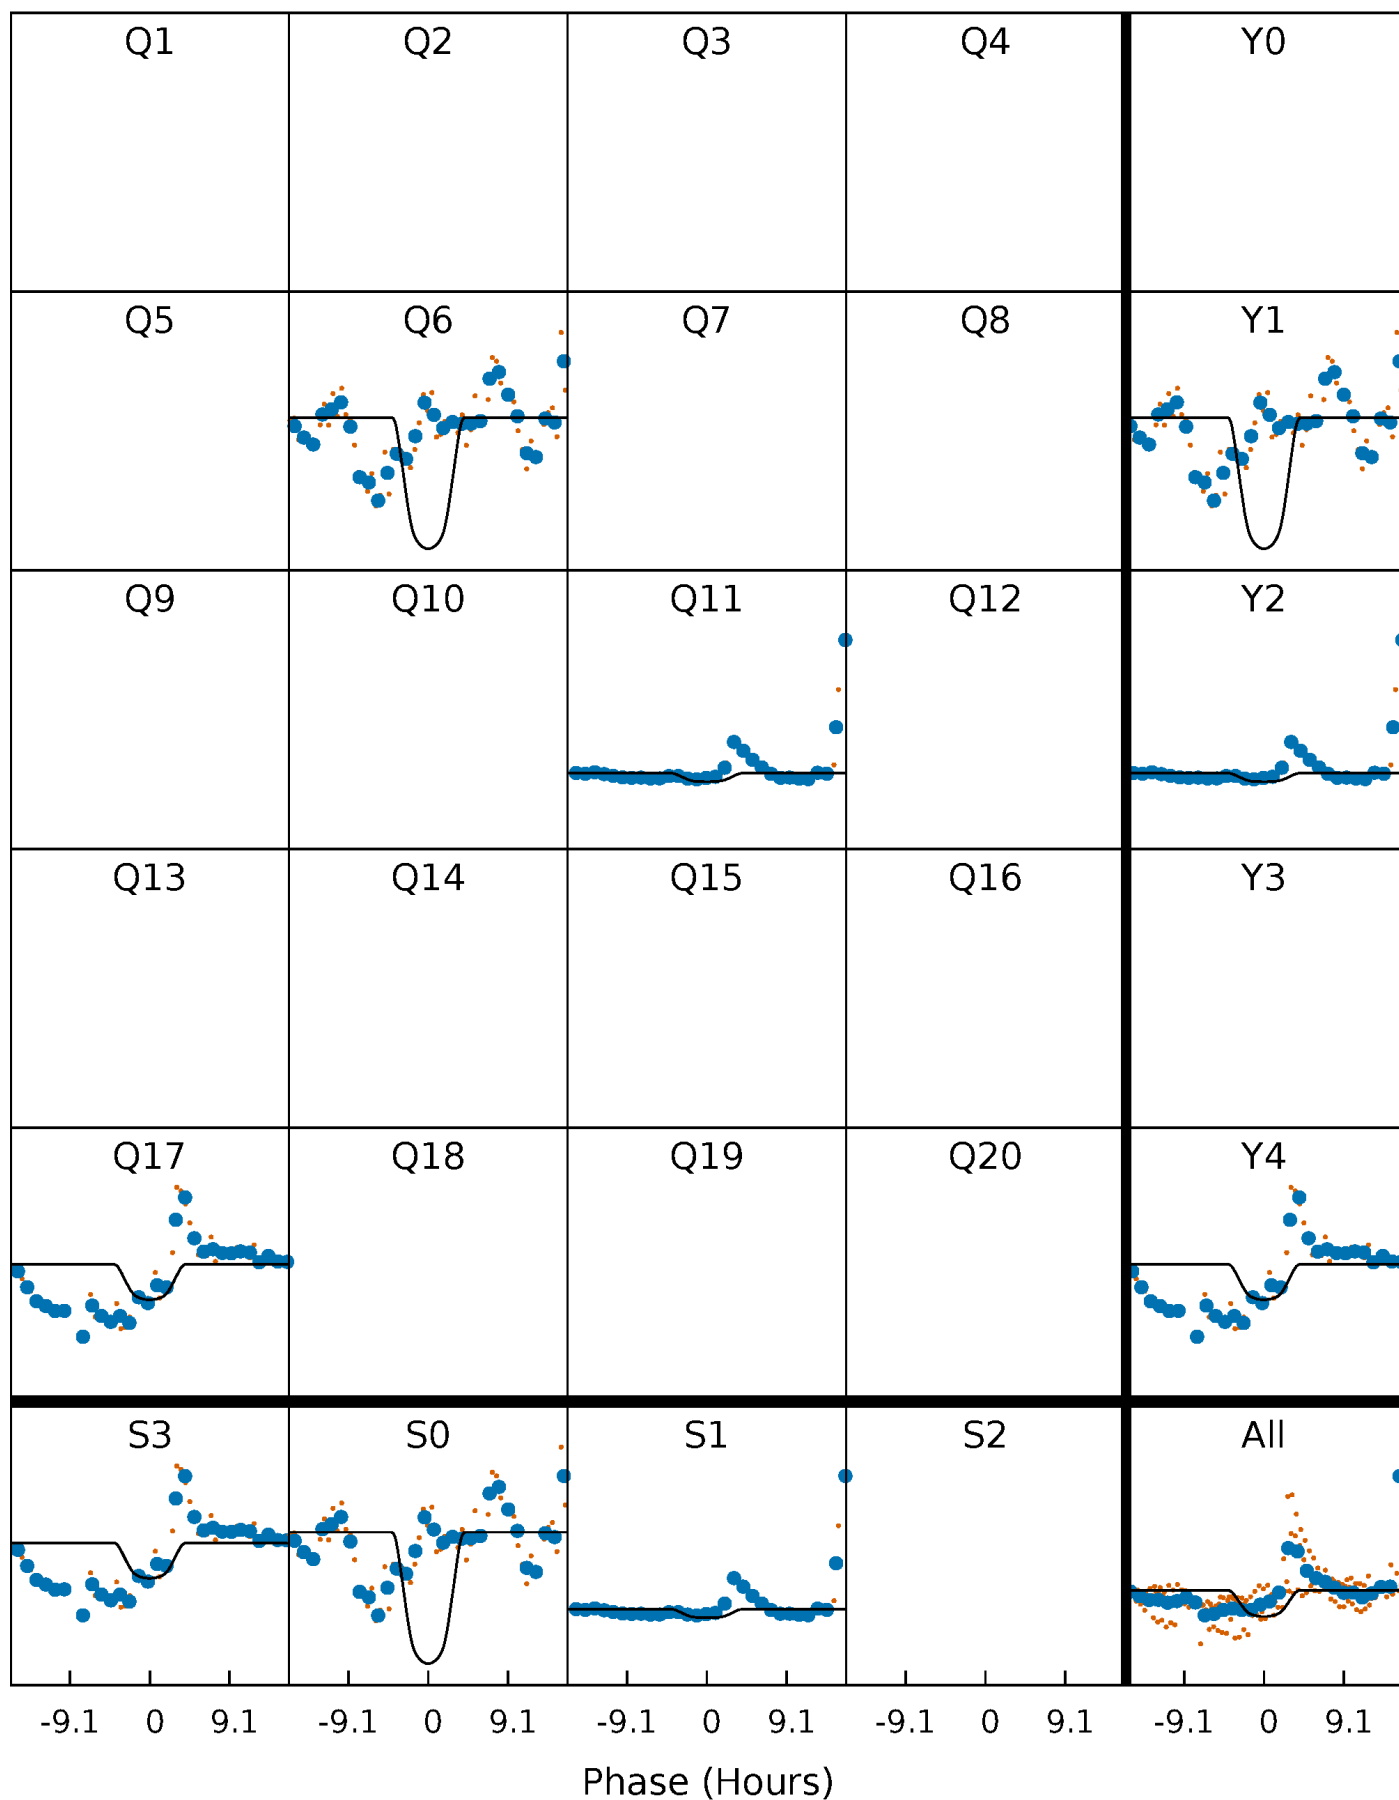 Q1 Q2 Q3 Q4 Y0
Q5 Q6 Q7 Q8 Y1
Q9 Q10 Q11 Q12 Y2
Q13 Q14 Q15 Q16 Y3
Q17 Q18 Q19 Q20 Y4
S3 S0 S1 S2 All
-9.1 0 9.1 -9.1 0 9.1 -9.1 0 9.1 -9.1 0 9.1 -9.1 0 9.1
Phase (Hours)